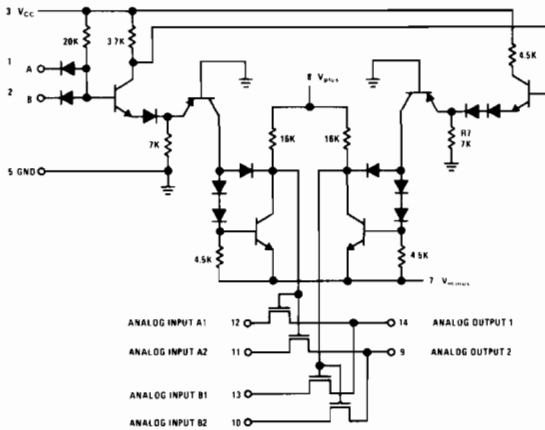 3 VCC
20K
3.7K
4.5K
1 A
2 B
8 Vplus
R7
7K
7K
16K
16K
5 GND
4.5K
4.5K
7 Vminus
ANALOG INPUT A1 12
14 ANALOG OUTPUT 1
ANALOG INPUT A2 11
9 ANALOG OUTPUT 2
ANALOG INPUT B1 13
ANALOG INPUT B2 10